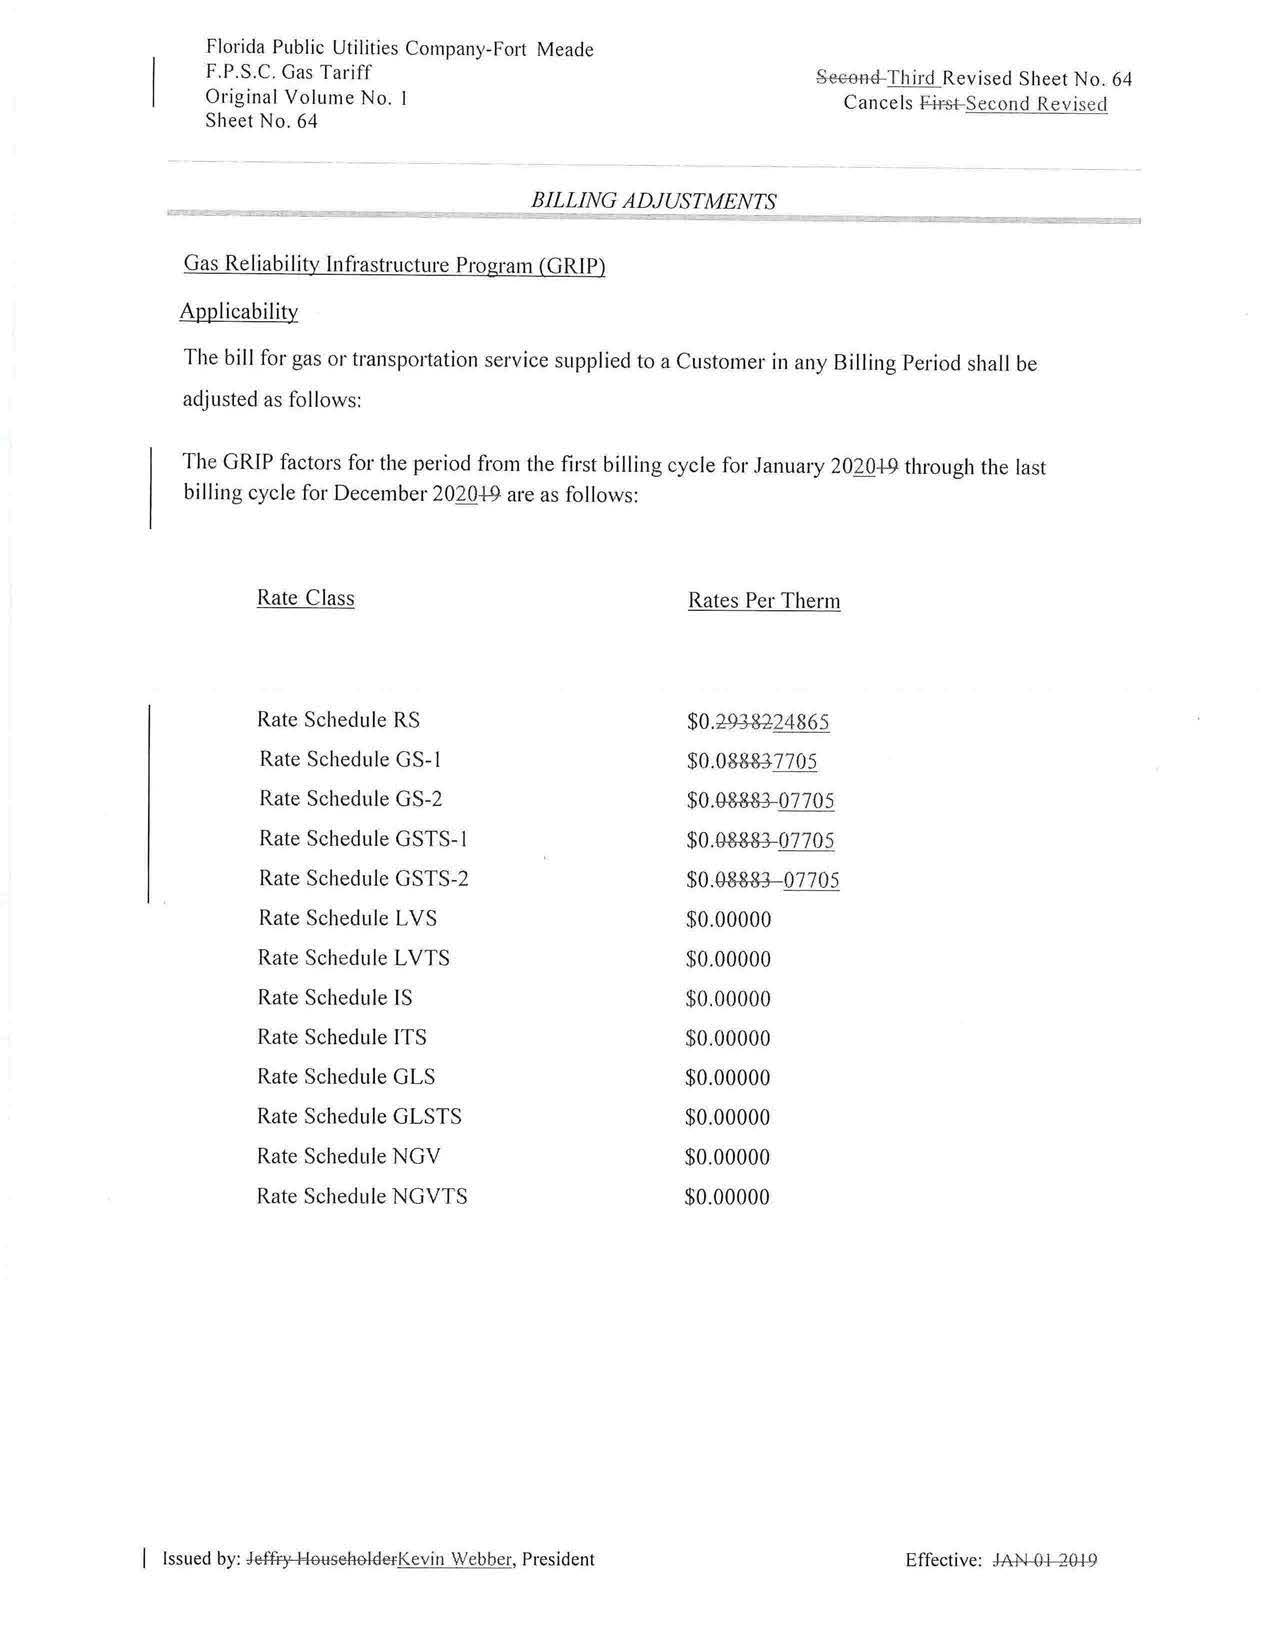 Florida Public Utilities Company-Fort Meade
F.P.S.C. Gas Tariff
Original Volume No. 1
Sheet No. 64
Second Third Revised Sheet No. 64
Cancels First Second Revised
BILLING ADJUSTMENTS
Gas Reliability Infrastructure Program (GRIP)
Applicability
The bill for gas or transportation service supplied to a Customer in any Billing Period shall be
adjusted as follows:
The GRIP factors for the period from the first billing cycle for January 202019 through the last
billing cycle for December 202019 are as follows:
Rate Class Rates Per Therm
Rate Schedule RS $0.2938224865
Rate Schedule GS-1 $0.088837705
Rate Schedule GS-2 $0.08883 07705
Rate Schedule GSTS-1 $0.08883 07705
Rate Schedule GSTS-2 $0.08883 07705
Rate Schedule LVS $0.00000
Rate Schedule LVTS $0.00000
Rate Schedule IS $0.00000
Rate Schedule ITS $0.00000
Rate Schedule GLS $0.00000
Rate Schedule GLSTS $0.00000
Rate Schedule NGV $0.00000
Rate Schedule NGVTS $0.00000
Issued by: Jeffry HouseholderKevin Webber, President Effective: JAN 01 2019